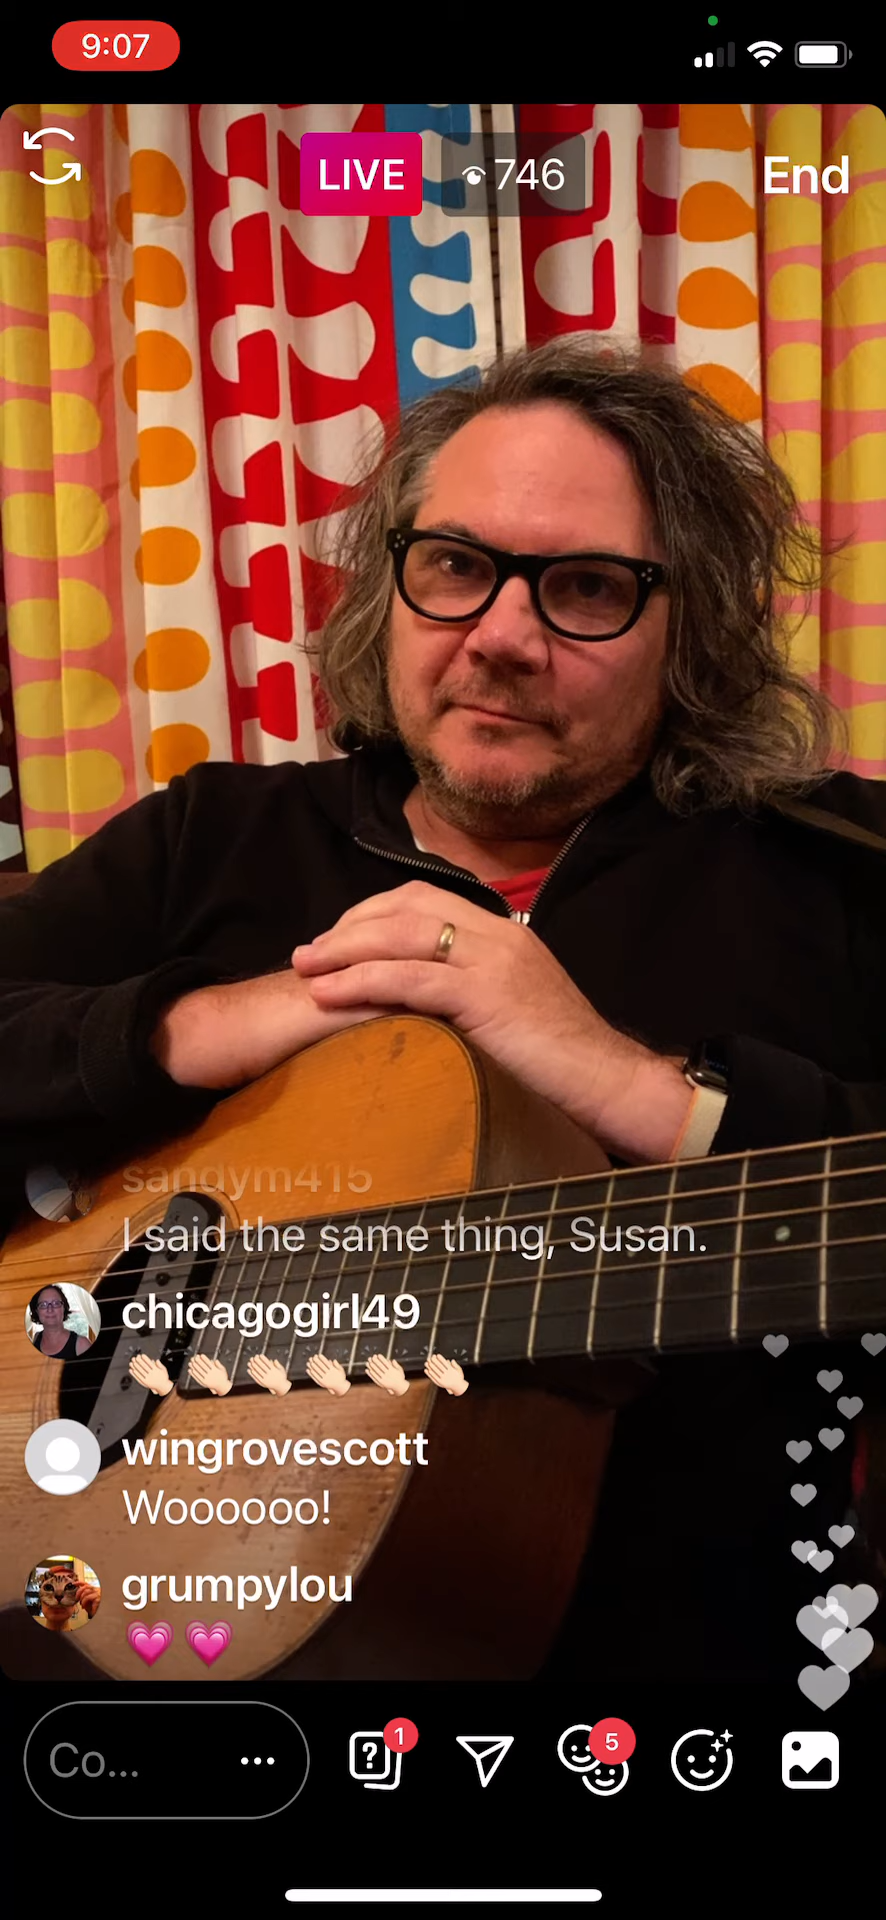 9:07
LIVE
746
End
sandym415
I said the same thing, Susan.
chicagogirl49
wingrovescott
Woooooo!
grumpylou
Co...
1
?
5